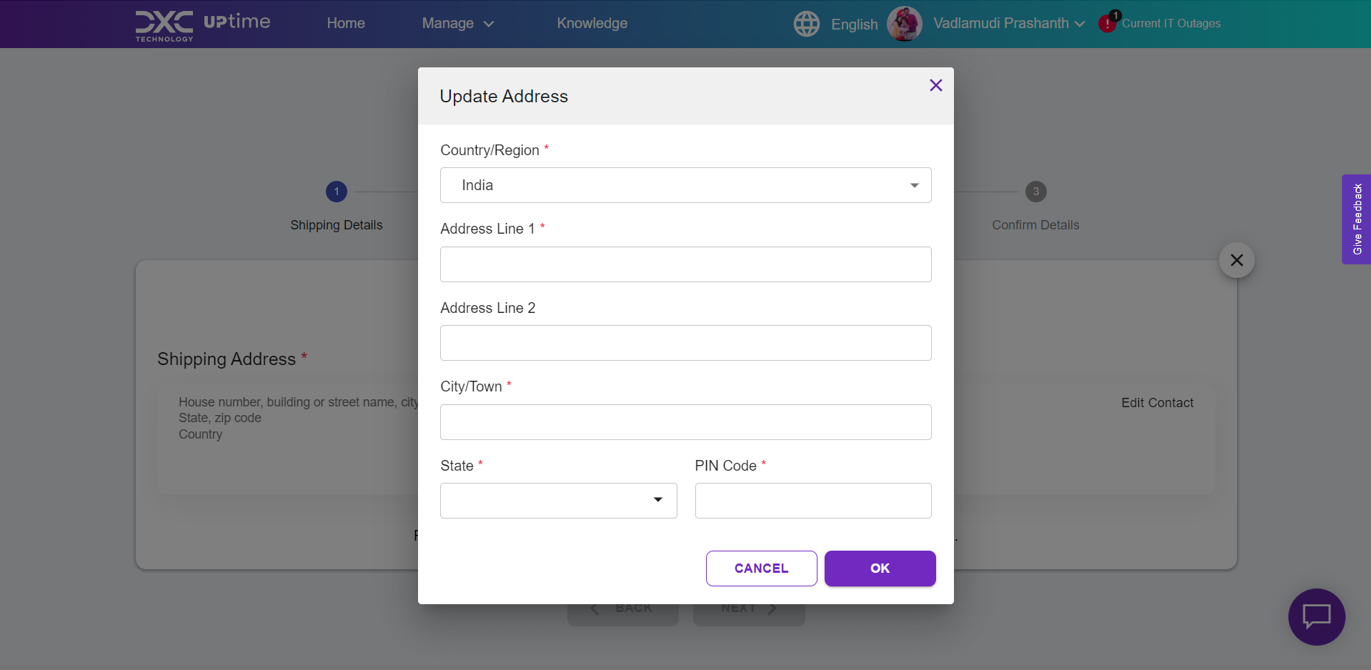 DXC TECHNOLOGY UPtime
Home
Manage
Knowledge
English
Vadlamudi Prashanth
! 1
Current IT Outages
Update Address
Country/Region *
India
Address Line 1 *
Address Line 2
City/Town *
State *
PIN Code *
CANCEL
OK
1
Shipping Details
3
Confirm Details
Give Feedback
Shipping Address *
House number, building or street name, city
State, zip code
Country
Edit Contact
BACK
NEXT